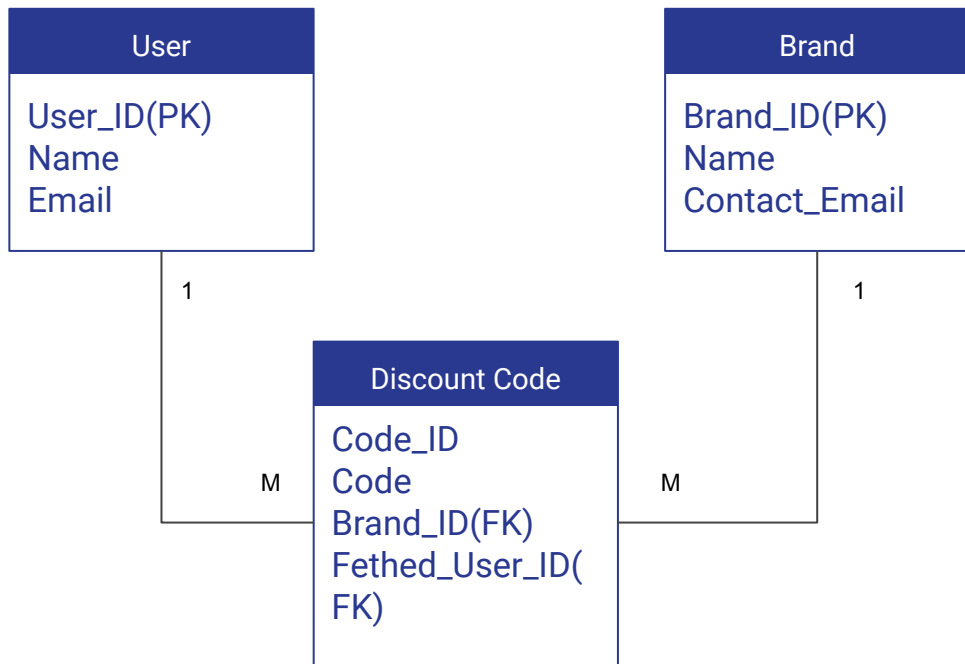 User
User_ID(PK)
Name
Email
Brand
Brand_ID(PK)
Name
Contact_Email
1
1
Discount Code
Code_ID
Code
Brand_ID(FK)
Fethed_User_ID(
FK)
M
M